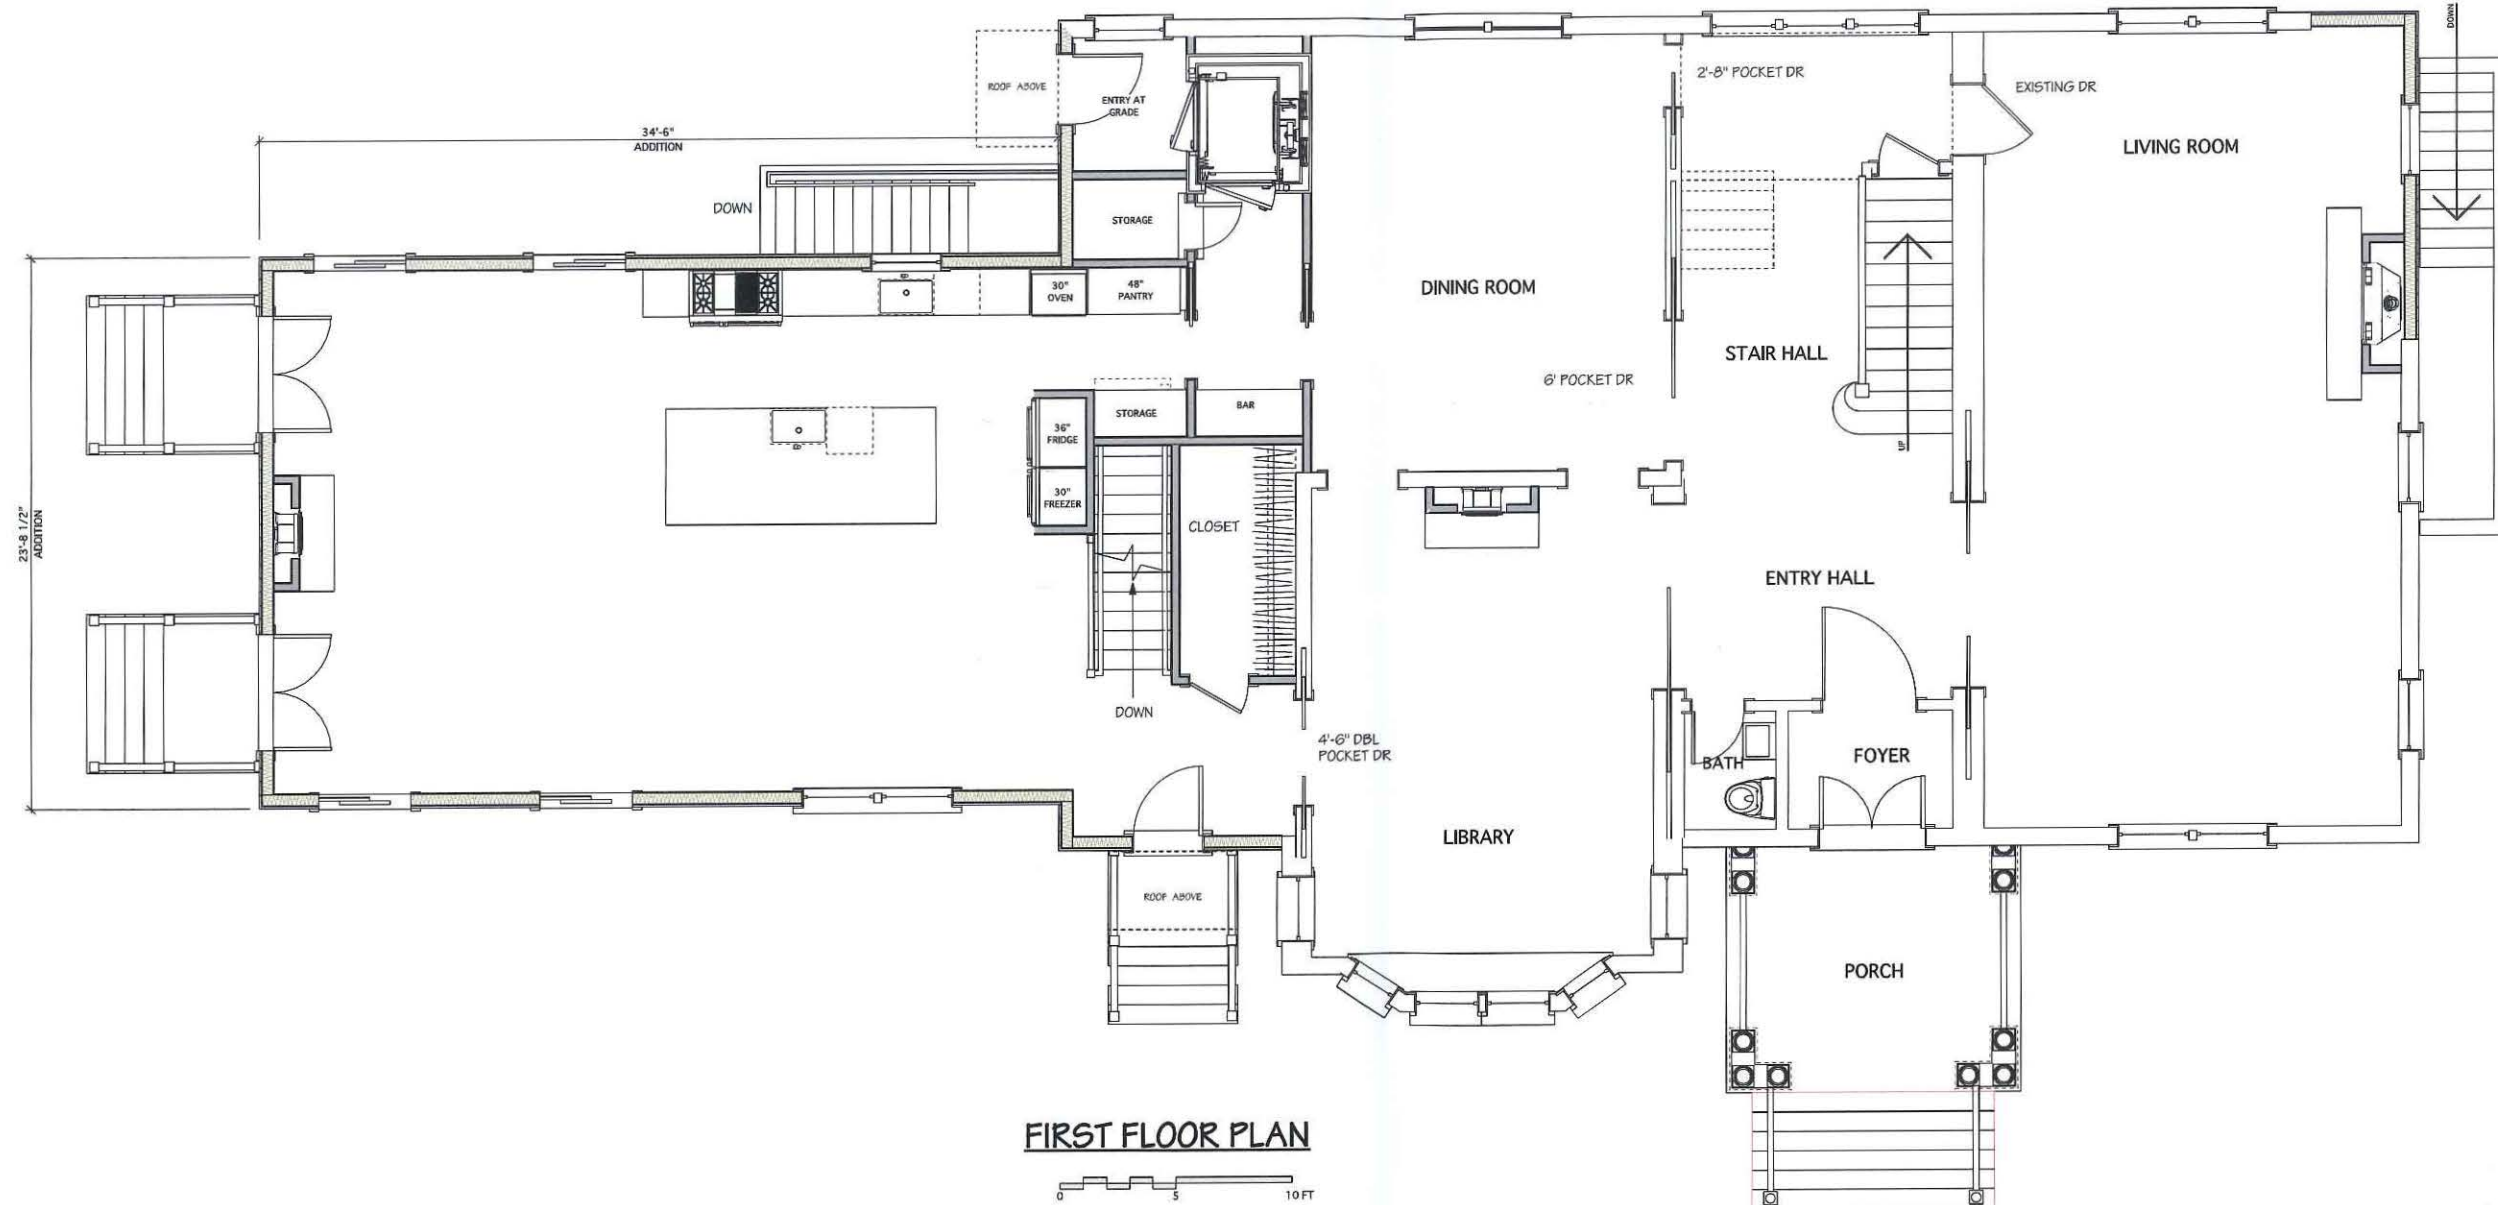 DOWN
2'-8" POCKET DR
EXISTING DR
ROOF ABOVE
ENTRY AT
GRADE
34'-6"
ADDITION
LIVING ROOM
DOWN
STORAGE
DINING ROOM
30"
OVEN
48"
PANTRY
STAIR HALL
6' POCKET DR
STORAGE
BAR
36"
FRIDGE
UP
30"
FREEZER
CLOSET
23'-8 1/2"
ADDITION
ENTRY HALL
DOWN
4'-6" DBL
POCKET DR
BATH
FOYER
LIBRARY
ROOF ABOVE
PORCH
FIRST FLOOR PLAN
0 5 10 FT